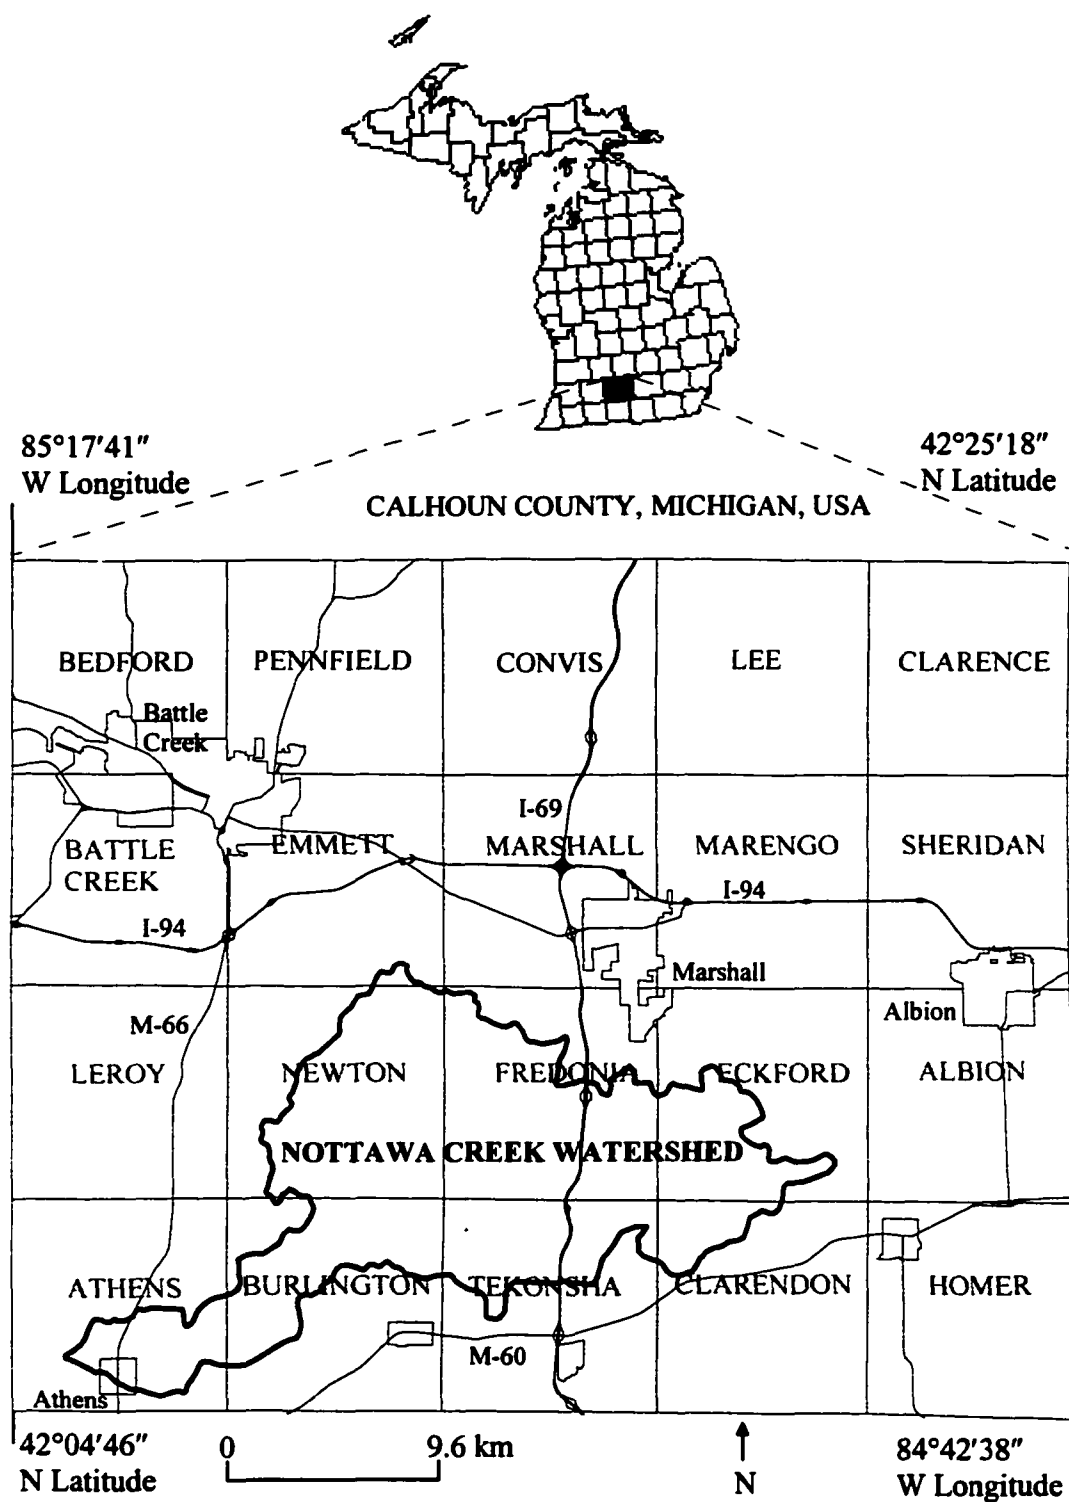 85°17′41″
W Longitude
42°25′18″
N Latitude
CALHOUN COUNTY, MICHIGAN, USA
BEDFORD
PENNFIELD
CONVIS
LEE
CLARENCE
Battle
Creek
I-69
BATTLE
CREEK
EMMETT
MARSHALL
MARENGO
SHERIDAN
I-94
I-94
Marshall
Albion
M-66
LEROY
NEWTON
FREDONIA
ECKFORD
ALBION
NOTTAWA CREEK WATERSHED
ATHENS
BURLINGTON
TEKONSHA
CLARENDON
HOMER
M-60
Athens
42°04′46″
N Latitude
0
9.6 km
N
84°42′38″
W Longitude